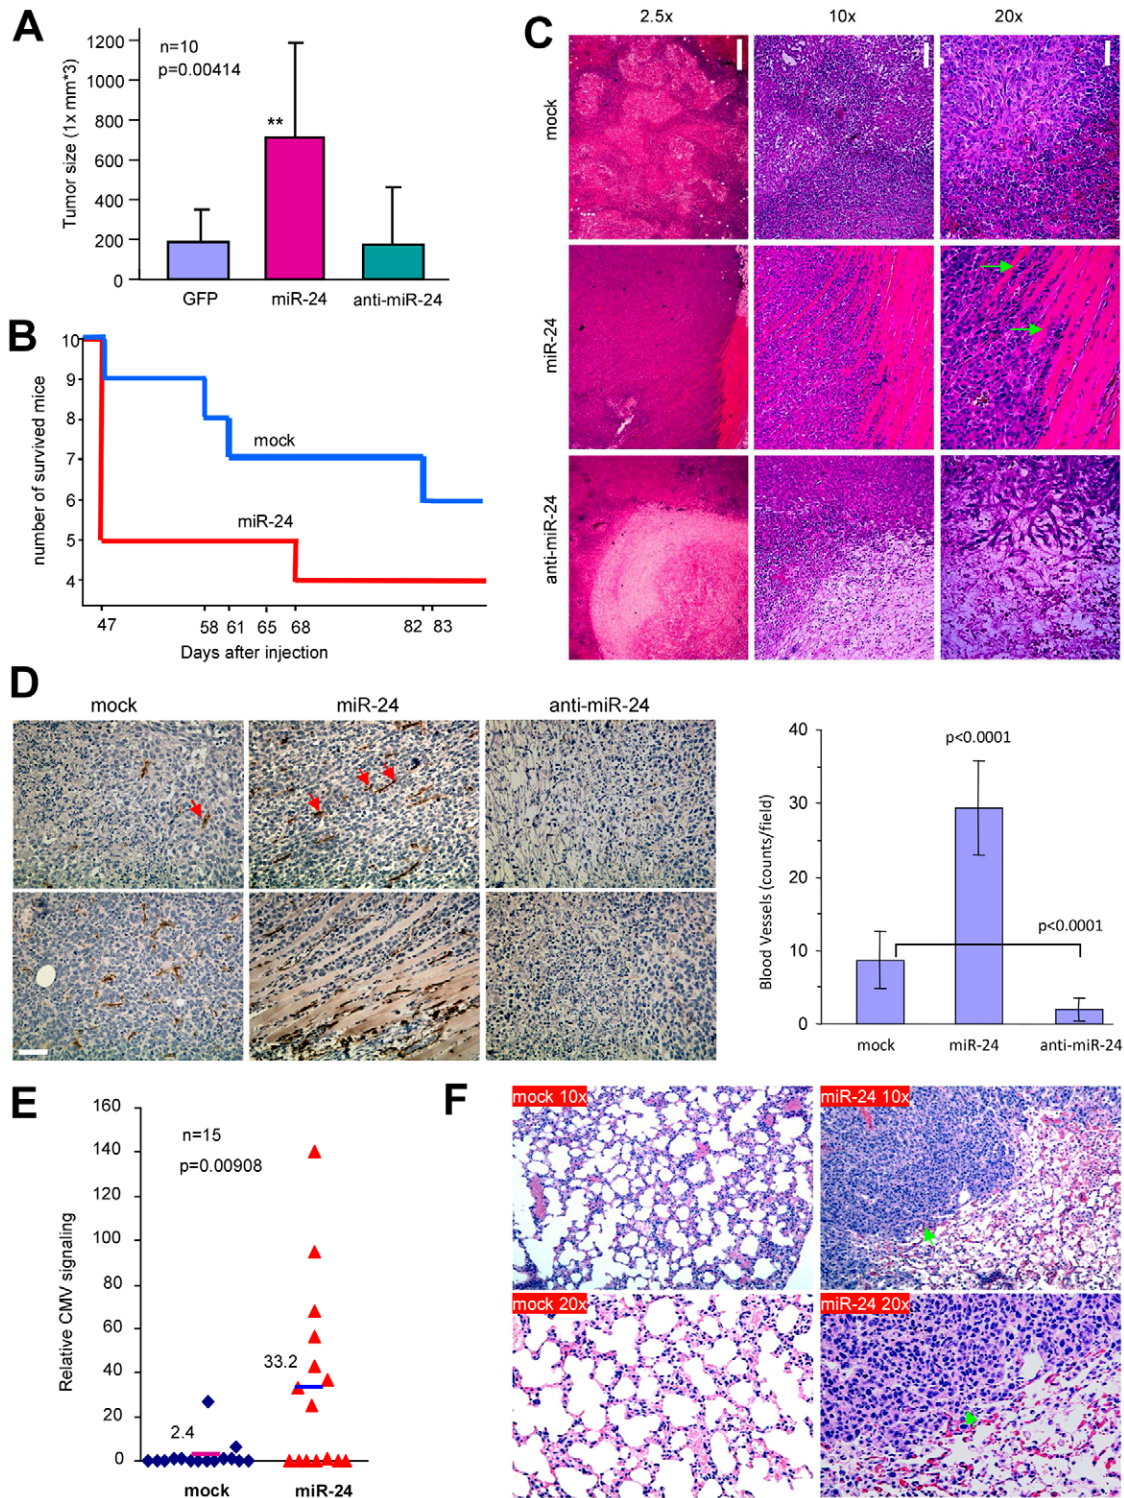 A
n=10
p=0.00414
Tumor size (1x mm*3)
1200
1000
800
600
400
200
0
**
GFP
miR-24
anti-miR-24
B
number of survived mice
10
9
8
7
6
5
4
mock
miR-24
47
58
61
65
68
82
83
Days after injection
C
2.5x
10x
20x
mock
miR-24
anti-miR-24
D
mock
miR-24
anti-miR-24
Blood Vessels (counts/field)
40
30
20
10
0
p<0.0001
p<0.0001
mock
miR-24
anti-miR-24
E
Relative CMV signaling
160
140
120
100
80
60
40
20
0
n=15
p=0.00908
2.4
33.2
mock
miR-24
F
mock 10x
miR-24 10x
mock 20x
miR-24 20x